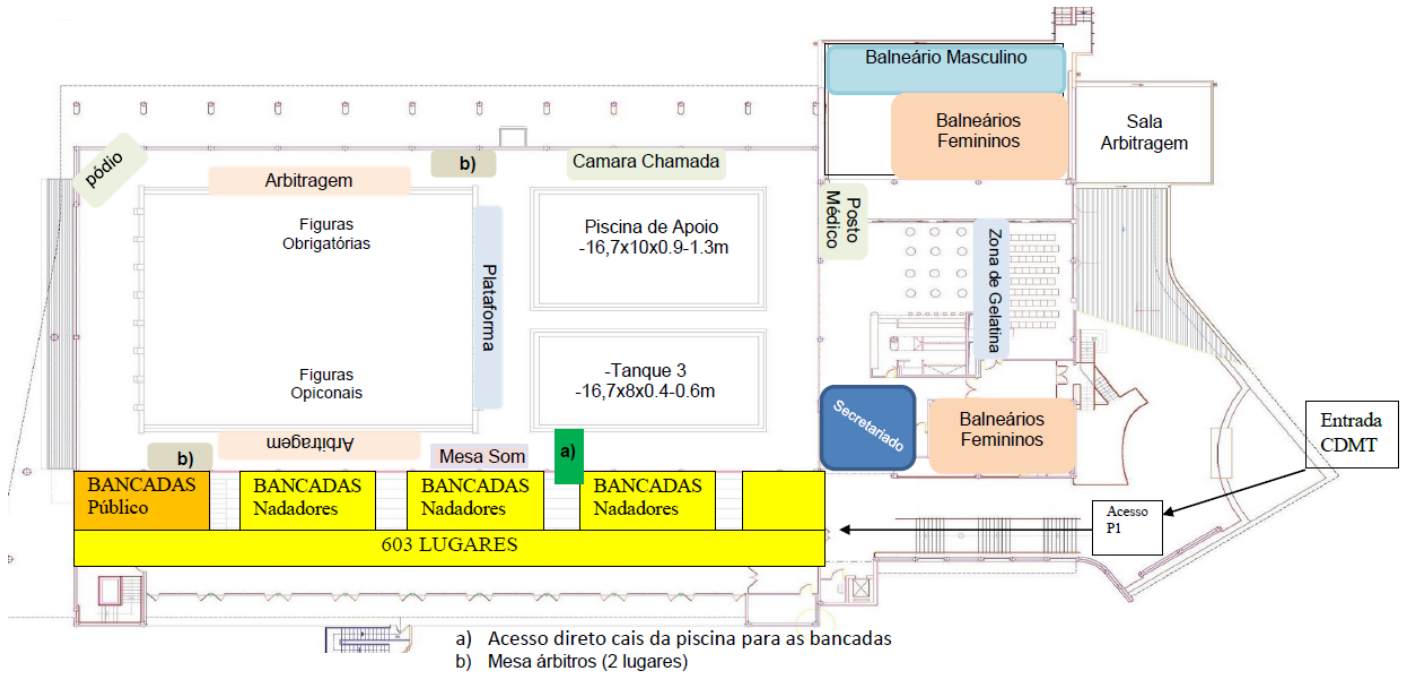 Balneário Masculino
Balneários
Femininos
Sala
Arbitragem
pódio
Arbitragem
b)
Camara Chamada
Posto
Médico
Figuras
Obrigatórias
Plataforma
Piscina de Apoio
-16,7x10x0.9-1.3m
Zona de Gelatina
Figuras
Opiconais
-Tanque 3
-16,7x8x0.4-0.6m
Secretariado
Balneários
Femininos
Entrada
CDMT
Arbitragem
b)
Mesa Som
a)
BANCADAS
Público
BANCADAS
Nadadores
BANCADAS
Nadadores
BANCADAS
Nadadores
Acesso
P1
603 LUGARES
a) Acesso direto cais da piscina para as bancadas
b) Mesa árbitros (2 lugares)